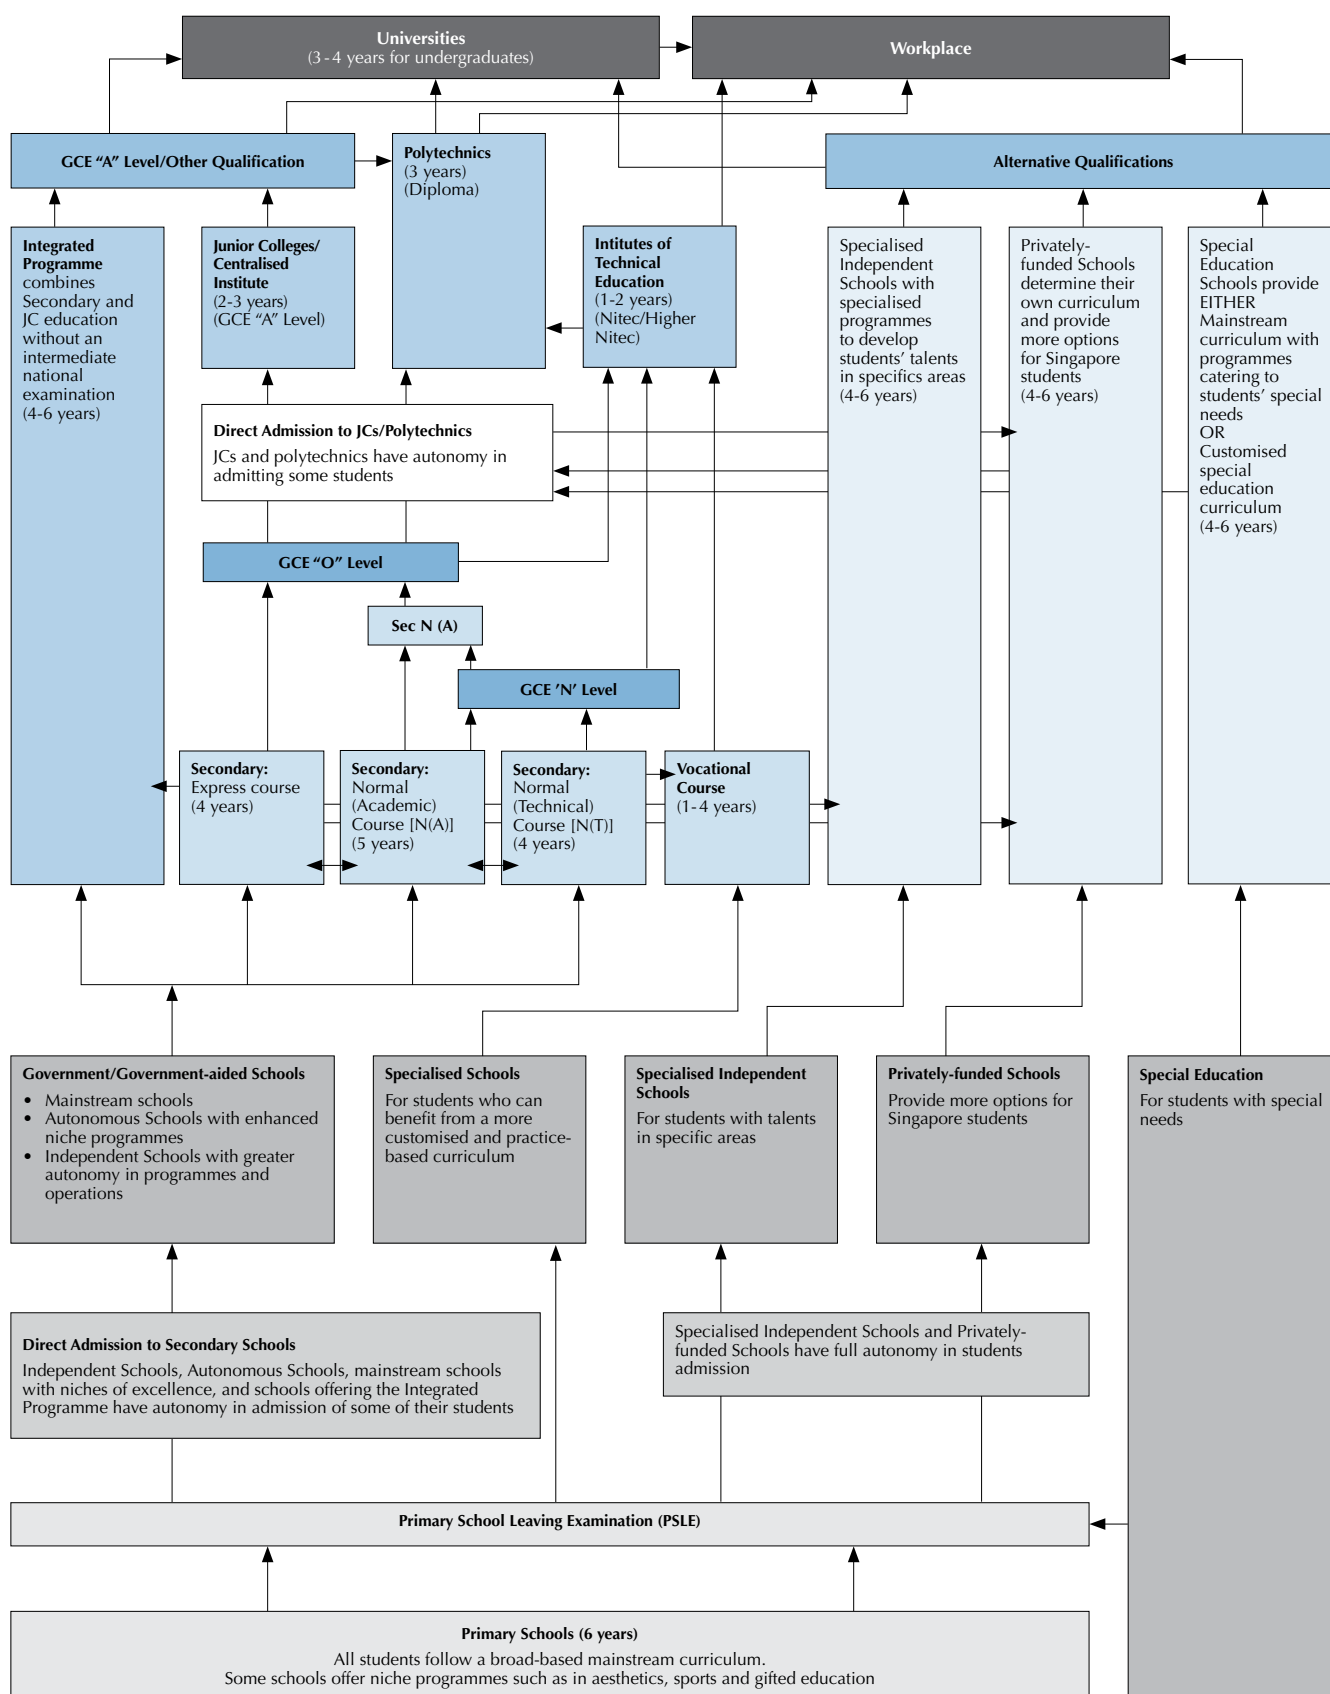 Universities
(3-4 years for undergraduates)
Workplace
GCE “A” Level/Other Qualification
Polytechnics
(3 years)
(Diploma)
Alternative Qualifications
Integrated
Programme
combines
Secondary and
JC education
without an
intermediate
national
examination
(4-6 years)
Junior Colleges/
Centralised
Institute
(2-3 years)
(GCE “A” Level)
Intitutes of
Technical
Education
(1-2 years)
(Nitec/Higher
Nitec)
Specialised
Independent
Schools with
specialised
programmes
to develop
students’ talents
in specifics areas
(4-6 years)
Privately-
funded Schools
determine their
own curriculum
and provide
more options
for Singapore
students
(4-6 years)
Special
Education
Schools provide
EITHER
Mainstream
curriculum with
programmes
catering to
students’ special
needs
OR
Customised
special
education
curriculum
(4-6 years)
Direct Admission to JCs/Polytechnics
JCs and polytechnics have autonomy in
admitting some students
GCE “O” Level
Sec N (A)
GCE ’N’ Level
Secondary:
Express course
(4 years)
Secondary:
Normal
(Academic)
Course [N(A)]
(5 years)
Secondary:
Normal
(Technical)
Course [N(T)]
(4 years)
Vocational
Course
(1-4 years)
Government/Government-aided Schools
• Mainstream schools
• Autonomous Schools with enhanced
niche programmes
• Independent Schools with greater
autonomy in programmes and
operations
Specialised Schools
For students who can
benefit from a more
customised and practice-
based curriculum
Specialised Independent
Schools
For students with talents
in specific areas
Privately-funded Schools
Provide more options for
Singapore students
Special Education
For students with special
needs
Direct Admission to Secondary Schools
Independent Schools, Autonomous Schools, mainstream schools
with niches of excellence, and schools offering the Integrated
Programme have autonomy in admission of some of their students
Specialised Independent Schools and Privately-
funded Schools have full autonomy in students
admission
Primary School Leaving Examination (PSLE)
Primary Schools (6 years)
All students follow a broad-based mainstream curriculum.
Some schools offer niche programmes such as in aesthetics, sports and gifted education